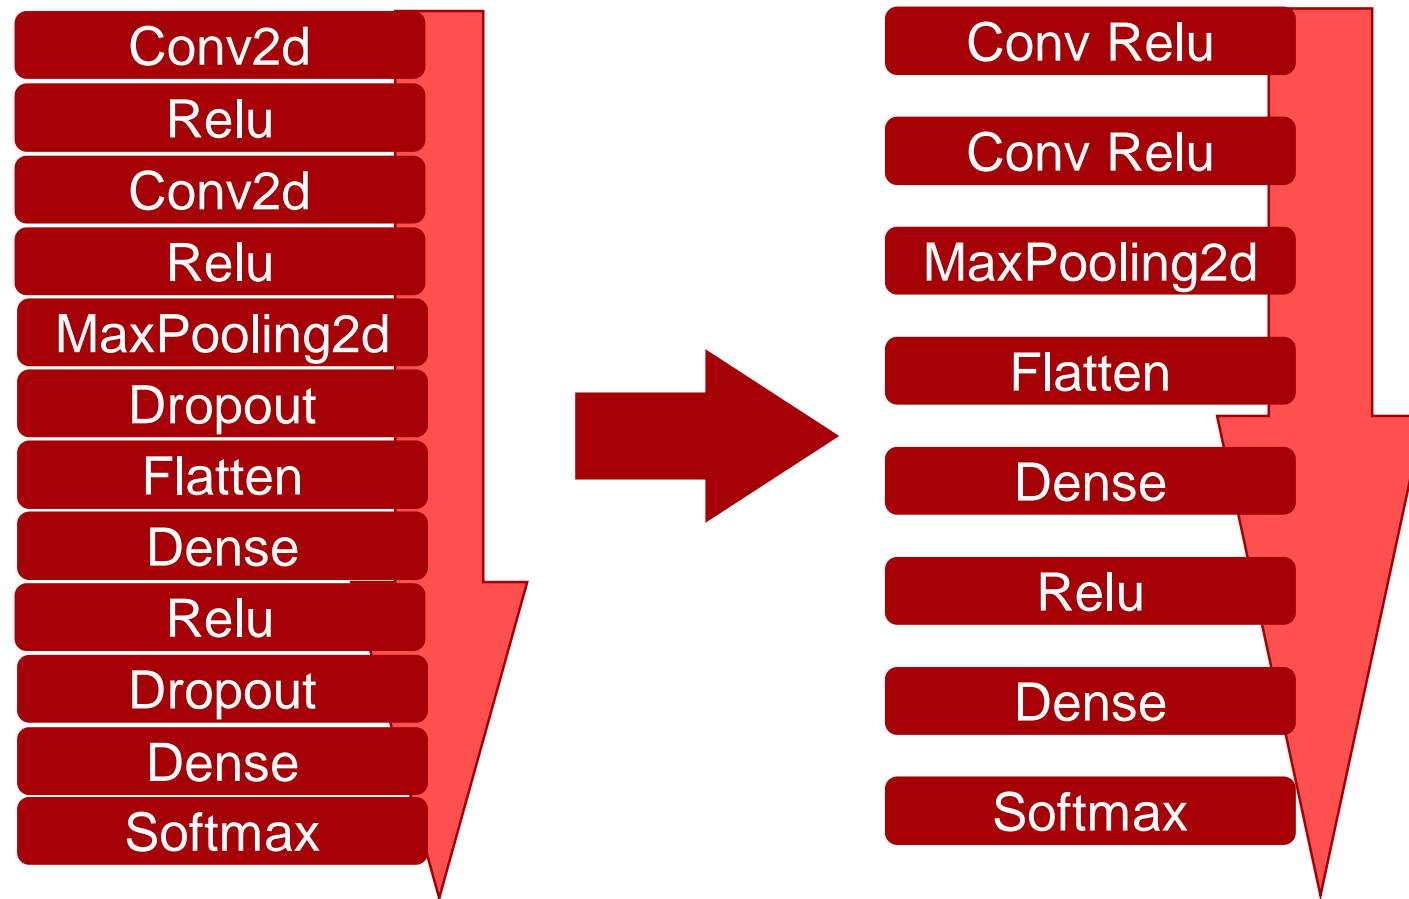 Conv2d
Relu
Conv2d
Relu
MaxPooling2d
Dropout
Flatten
Dense
Relu
Dropout
Dense
Softmax
Conv Relu
Conv Relu
MaxPooling2d
Flatten
Dense
Relu
Dense
Softmax